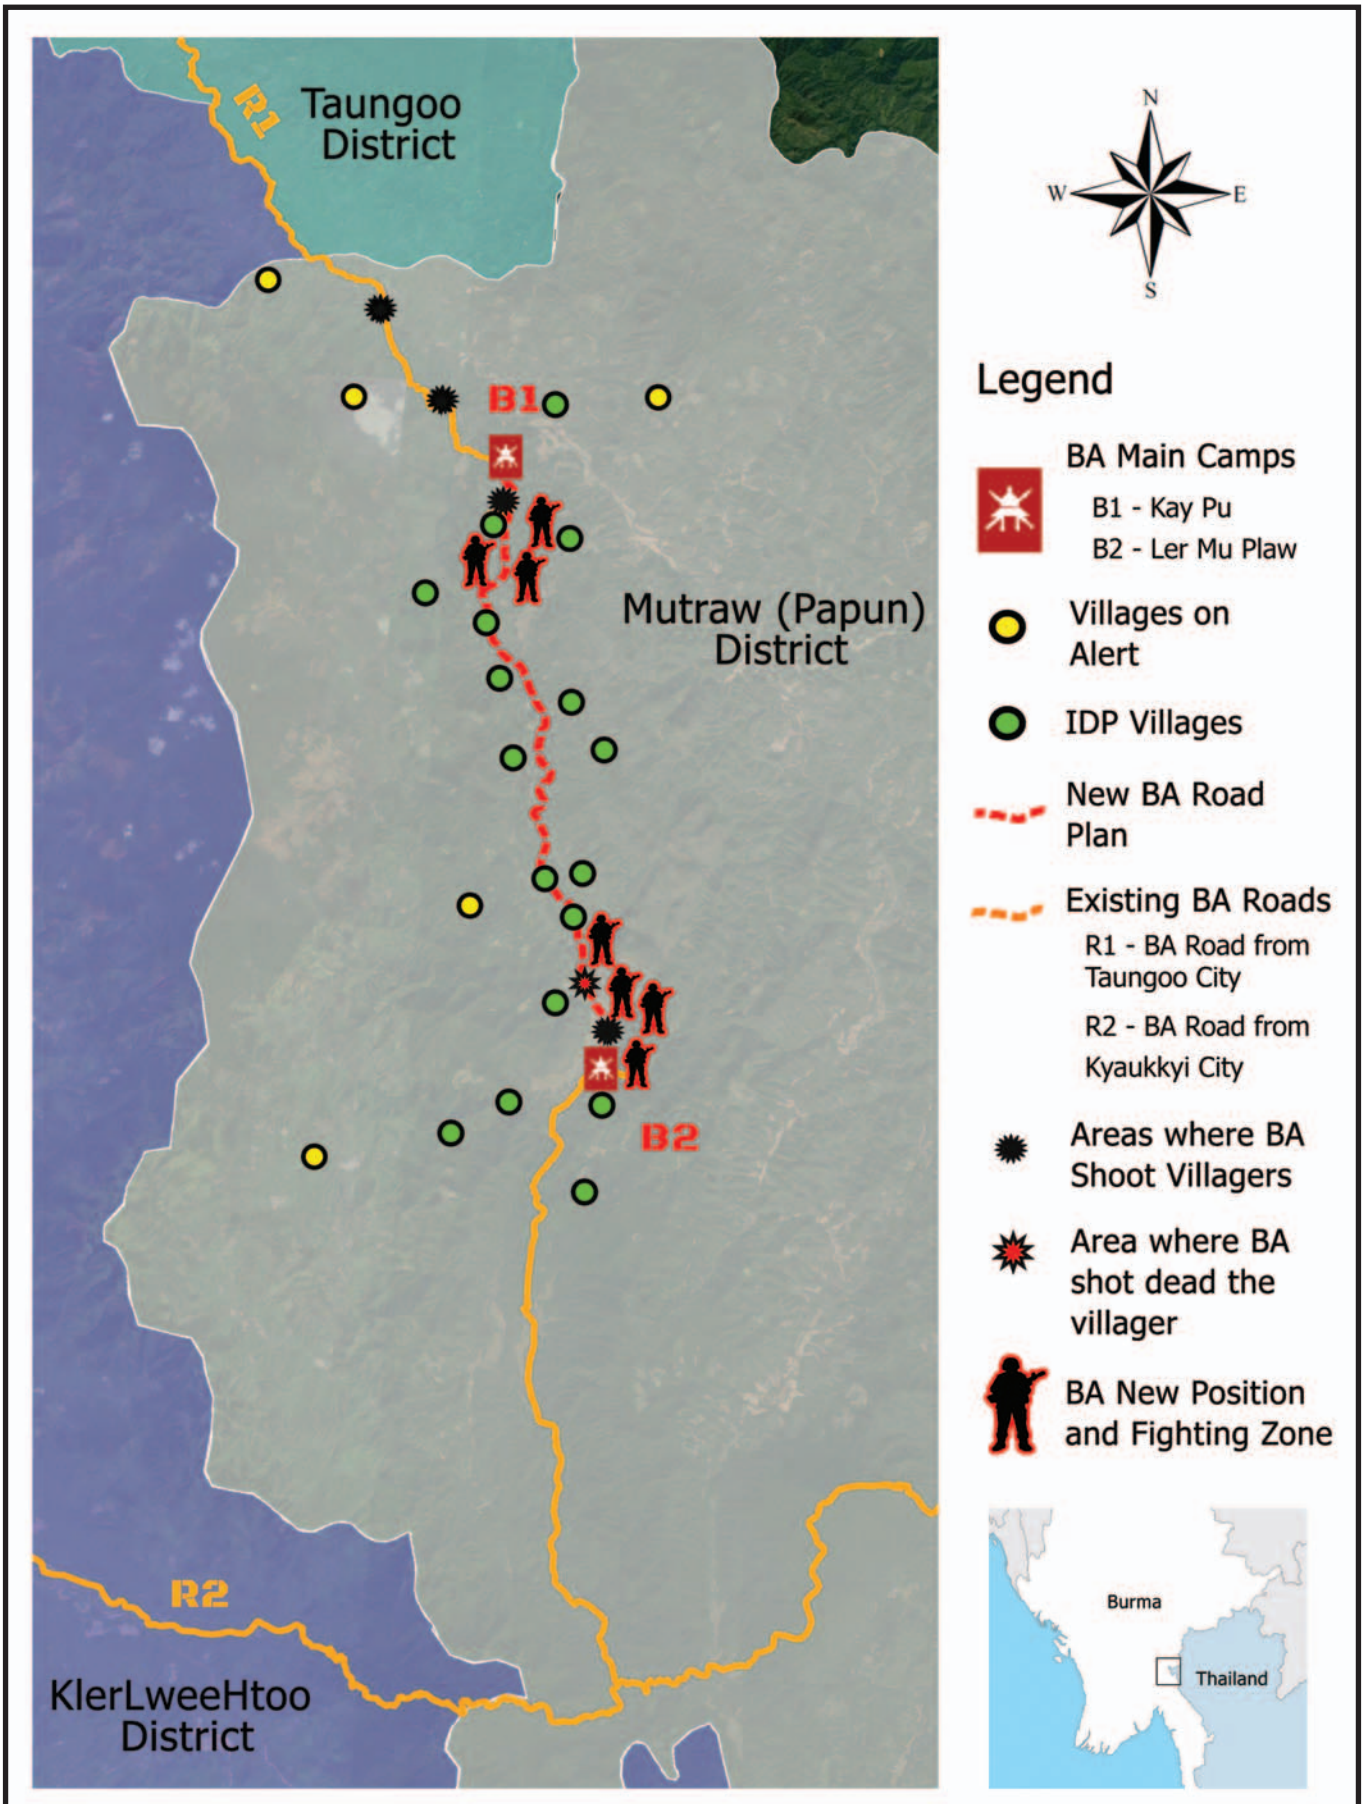 R1
Taungoo
District
B1
Mutraw (Papun)
District
B2
R2
KlerLweeHtoo
District
N
W
E
S
Legend
BA Main Camps
B1 - Kay Pu
B2 - Ler Mu Plaw
Villages on
Alert
IDP Villages
New BA Road
Plan
Existing BA Roads
R1 - BA Road from
Taungoo City
R2 - BA Road from
Kyaukkyi City
Areas where BA
Shoot Villagers
Area where BA
shot dead the
villager
BA New Position
and Fighting Zone
Burma
Thailand